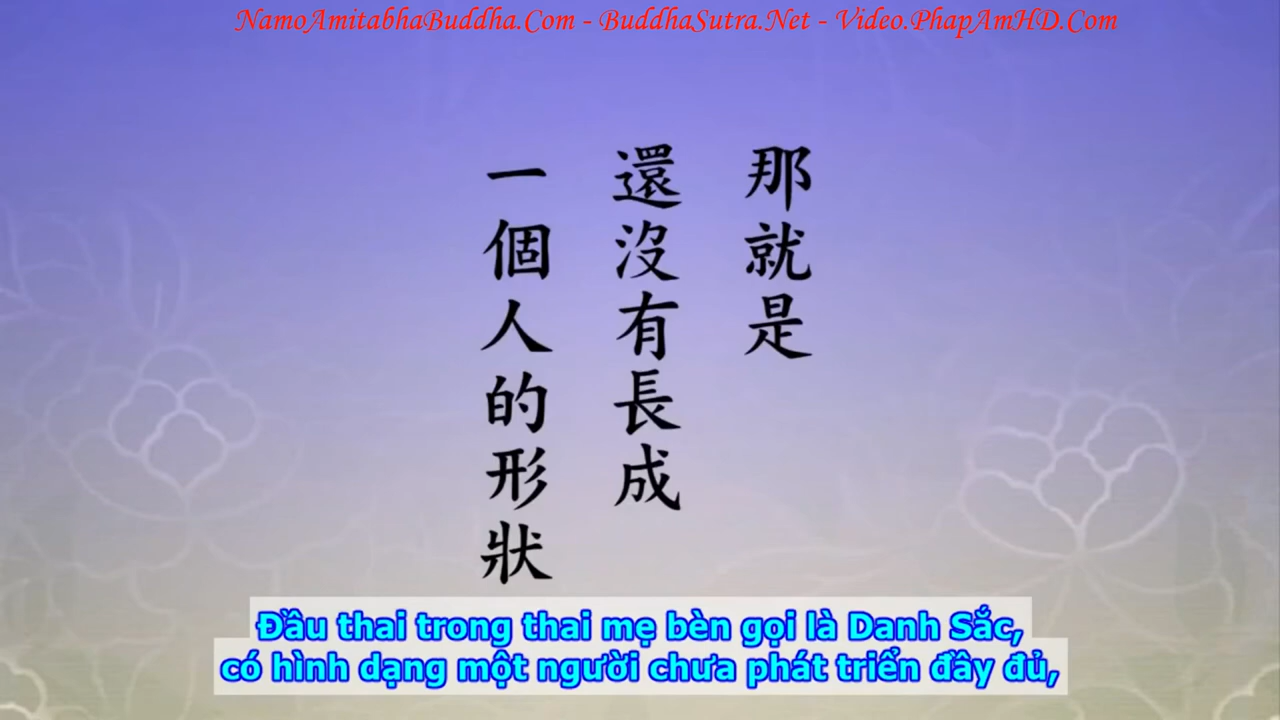 NamoAmitabhaBuddha.Com - BuddhaSutra.Net - Video.PhapAmHD.Com
那就是
還沒有長成
一個人的形狀
Đầu thai trong thai mẹ bèn gọi là Danh Sắc,
có hình dạng một người chưa phát triển đầy đủ,